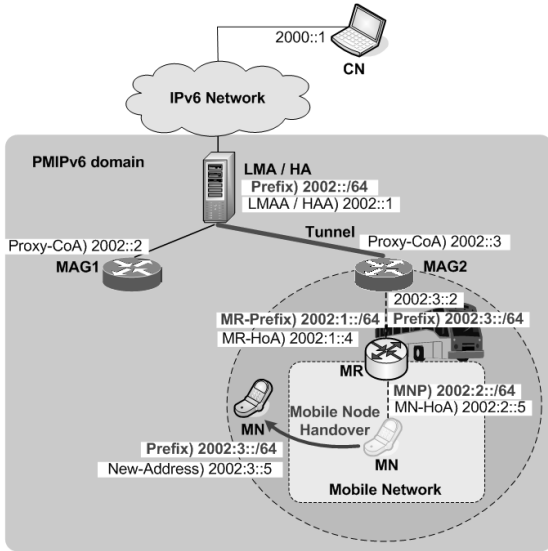 2000::1
CN
IPv6 Network
PMIPv6 domain
LMA / HA
Prefix) 2002::/64
LMAA / HAA) 2002::1
Tunnel
Proxy-CoA) 2002::2
Proxy-CoA) 2002::3
MAG1
MAG2
2002:3::2
MR-Prefix) 2002:1::/64
Prefix) 2002:3::/64
MR-HoA) 2002:1::4
MR
MNP) 2002:2::/64
MN-HoA) 2002:2::5
Mobile Node
Handover
MN
Prefix) 2002:3::/64
New-Address) 2002:3::5
MN
Mobile Network